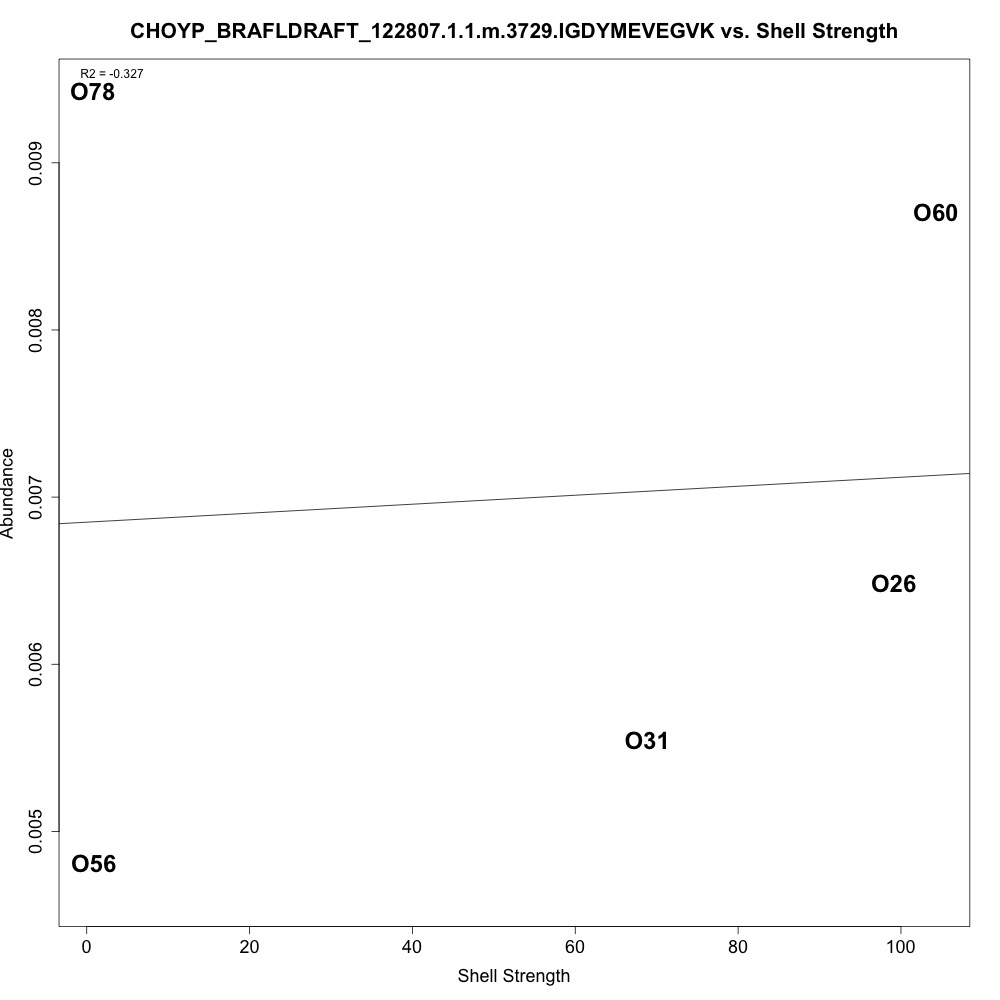 CHOYP_BRAFLDRAFT_122807.1.1.m.3729.IGDYMEVEGVK vs. Shell Strength
R2 = -0.327
O78
O60
O26
O31
O56
Abundance
0.009
0.008
0.007
0.006
0.005
0 20 40 60 80 100
Shell Strength